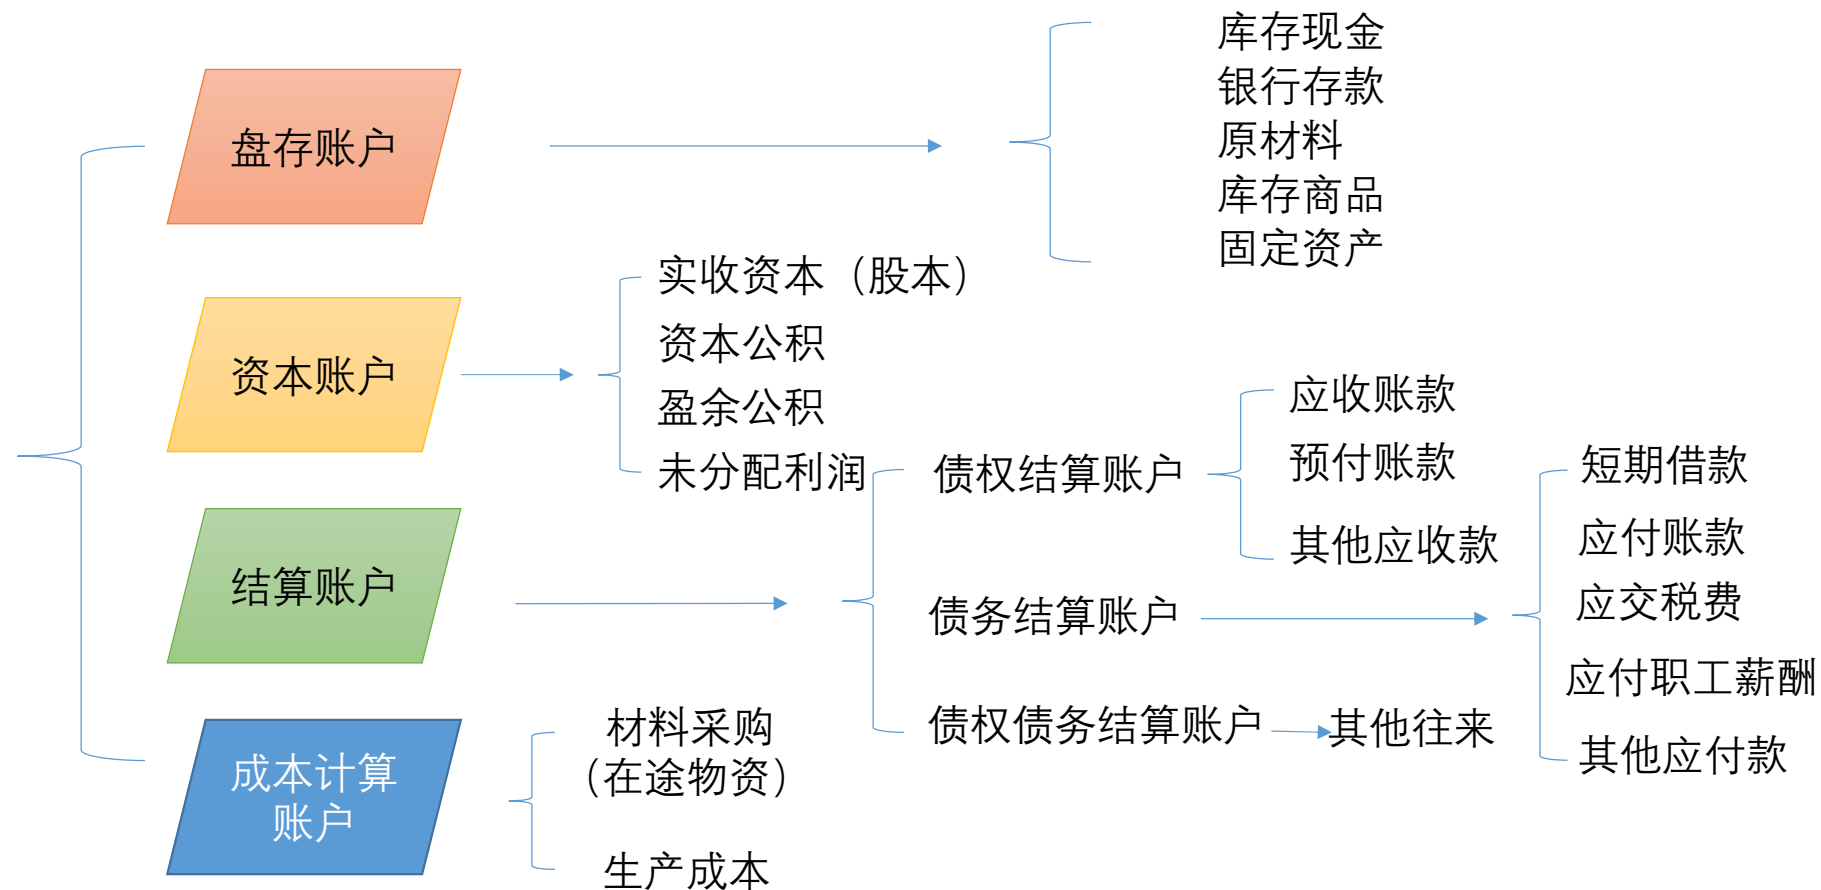 盘存账户
库存现金
银行存款
原材料
库存商品
固定资产
资本账户
实收资本（股本）
资本公积
盈余公积
未分配利润
结算账户
债权结算账户
应收账款
预付账款
其他应收款
债务结算账户
短期借款
应付账款
应交税费
应付职工薪酬
其他应付款
债权债务结算账户
其他往来
成本计算
账户
材料采购
（在途物资）
生产成本